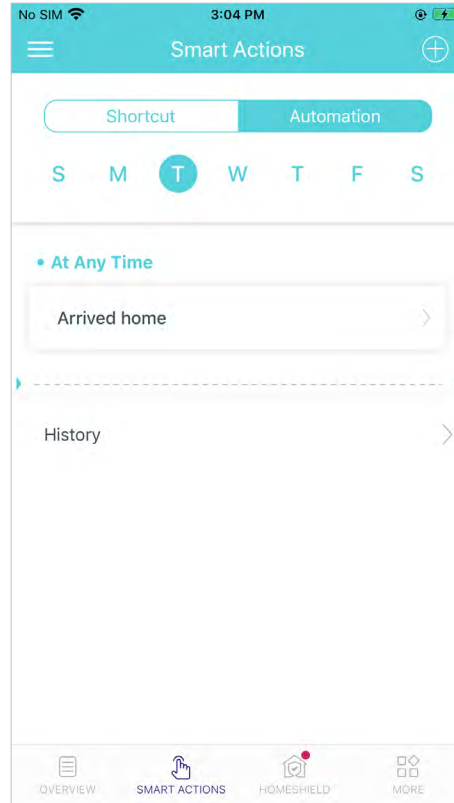 No SIM 3:04 PM
Smart Actions
Shortcut Automation
S M T W T F S
• At Any Time
Arrived home
History
OVERVIEW SMART ACTIONS HOMESHIELD MORE